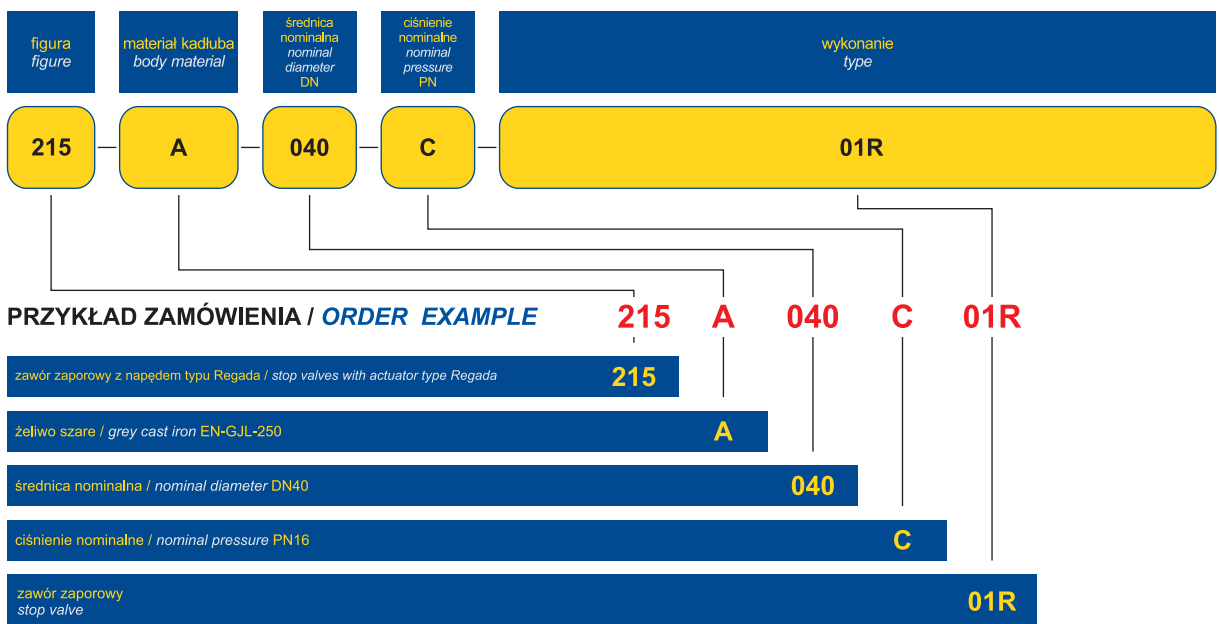 figura
figure
materiał kadłuba
body material
średnica
nominalna
nominal
diameter
DN
ciśnienie
nominalne
nominal
pressure
PN
wykonanie
type
215
A
040
C
01R
PRZYKŁAD ZAMÓWIENIA / ORDER EXAMPLE 215 A 040 C 01R
zawór zaporowy z napędem typu Regada / stop valves with actuator type Regada 215
żeliwo szare / grey cast iron EN-GJL-250 A
średnica nominalna / nominal diameter DN40 040
ciśnienie nominalne / nominal pressure PN16 C
zawór zaporowy
stop valve
01R